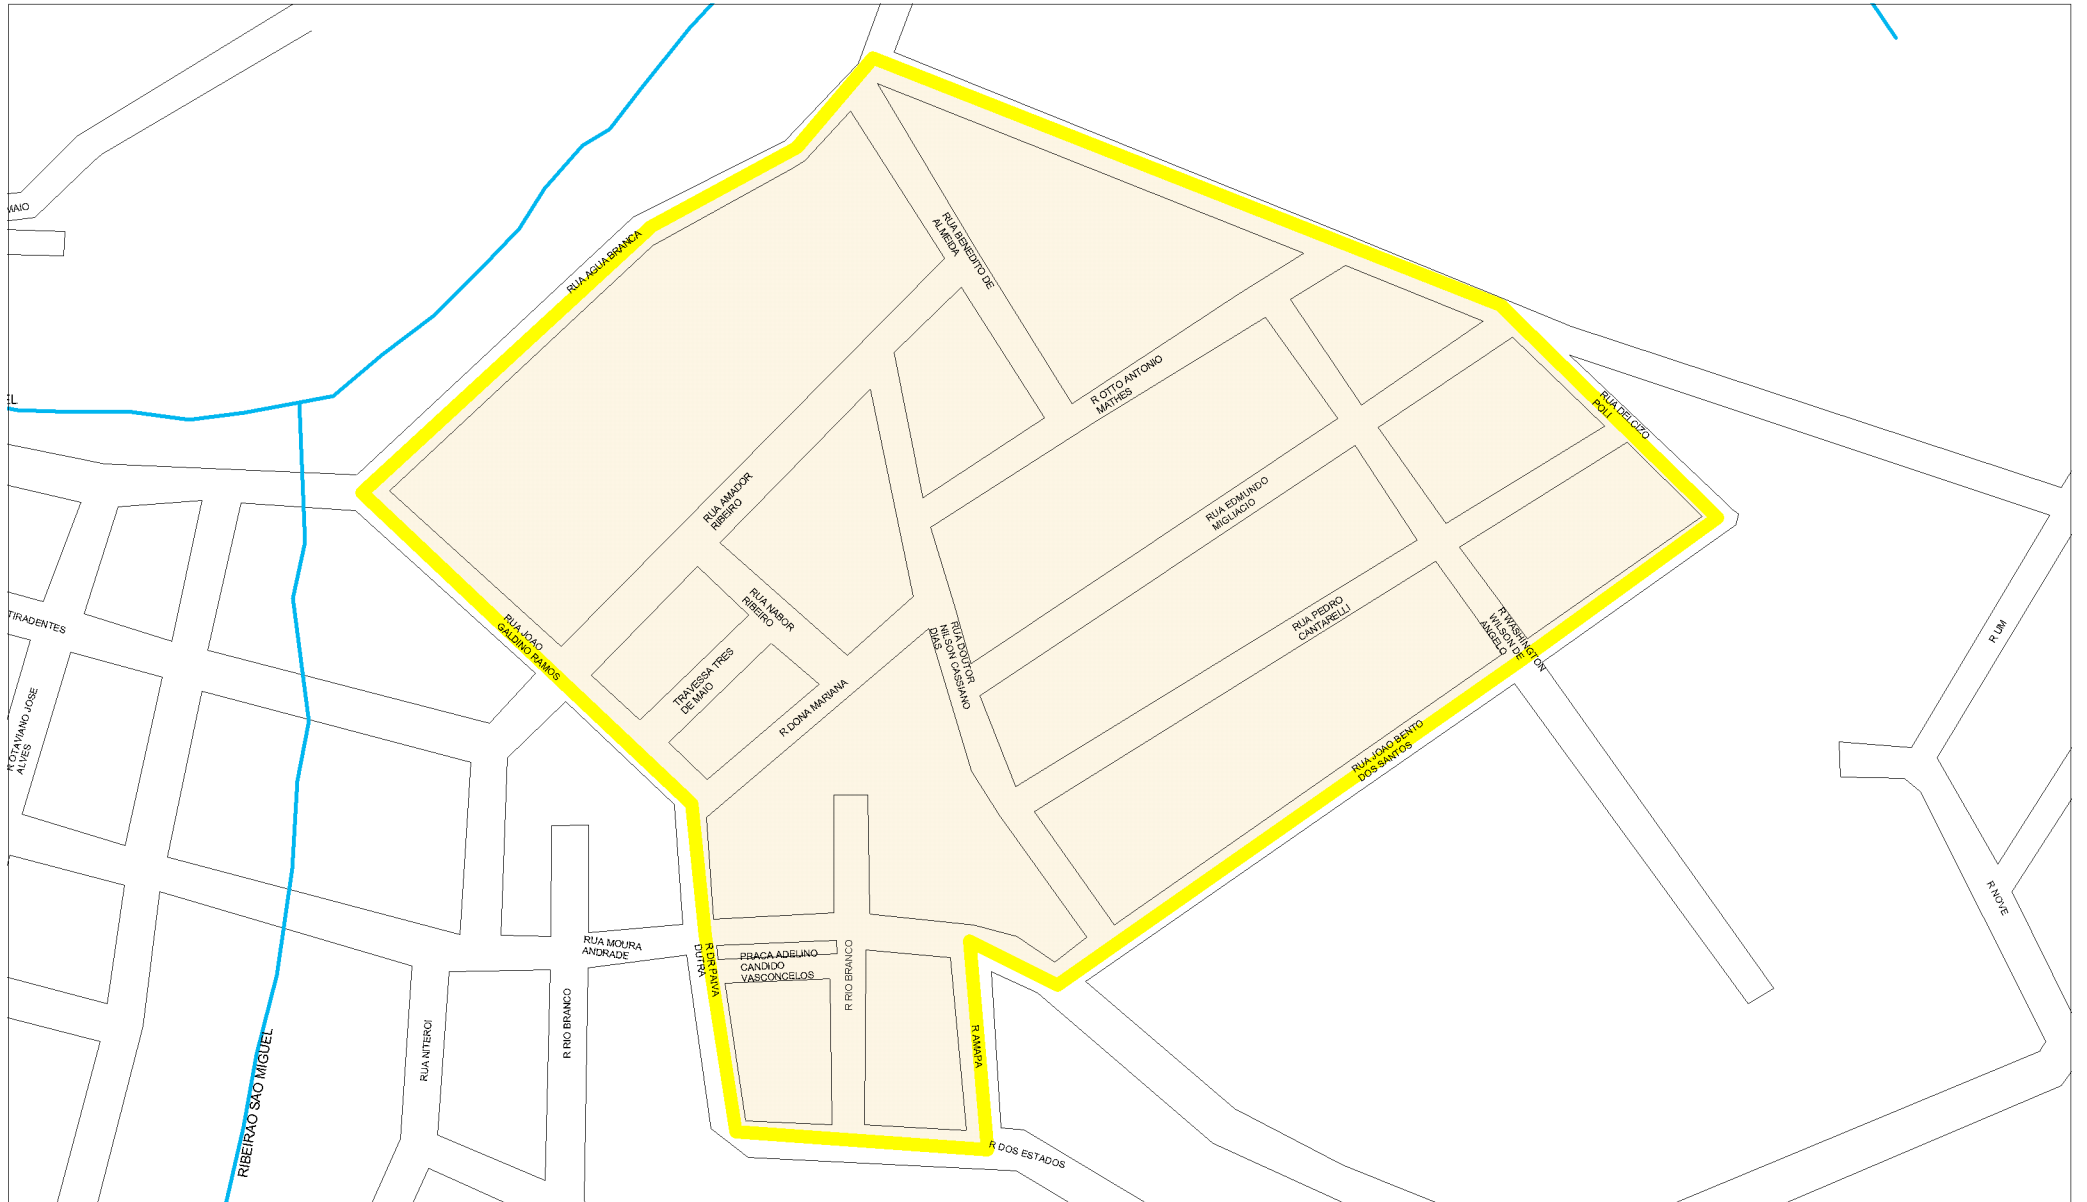 MAIO
RUA AGUA BRANCA
RUA BENEDITO DE
ALMEIDA
R OTTO ANTONIO
MATHES
RUA DELCIZO
POLI
EL
RUA AMADOR
RIBEIRO
RUA EDMUNDO
MIGLIACIO
RUA NABOR
RIBEIRO
RUA JOAO
GALDINO RAMOS
TIRADENTES
RUA PEDRO
CANTARELLI
R WASHINGTON
WILSON DE
ANGELO
R UM
RUA DOUTOR
NILSON CASSIANO
DIAS
TRAVESSA TRES
DE MAIO
R DONA MARIANA
R OTAVIANO JOSE
ALVES
RUA JOAO BENTO
DOS SANTOS
R NOVE
RUA MOURA
ANDRADE
R DR PAIVA
DUTRA
PRACA ADELINO
CANDIDO
VASCONCELOS
R RIO BRANCO
R RIO BRANCO
RUA NITEROI
R AMAPA
RIBEIRAO SAO MIGUEL
R DOS ESTADOS